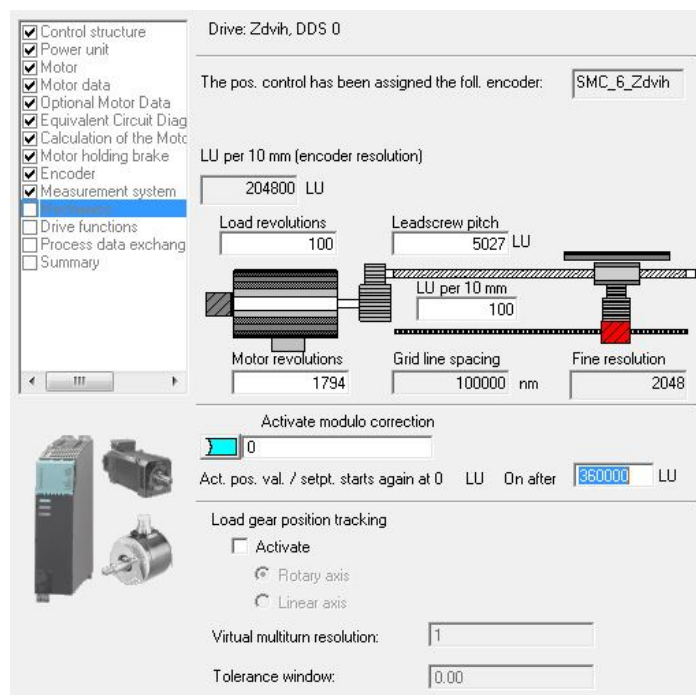 Control structure
Power unit
Motor
Motor data
Optional Motor Data
Equivalent Circuit Diag
Calculation of the Moto
Motor holding brake
Encoder
Measurement system
Drive functions
Process data exchang
Summary
Drive: Zdvih, DDS 0
The pos. control has been assigned the foll. encoder: SMC_6_Zdvih
LU per 10 mm (encoder resolution)
204800 LU
Load revolutions Leadscrew pitch
100 5027 LU
LU per 10 mm
100
Motor revolutions Grid line spacing Fine resolution
1794 100000 nm 2048
Activate modulo correction
0
Act. pos. val. / setpt. starts again at 0 LU On after 360000 LU
Load gear position tracking
Activate
Rotary axis
Linear axis
Virtual multiturn resolution: 1
Tolerance window: 0.00